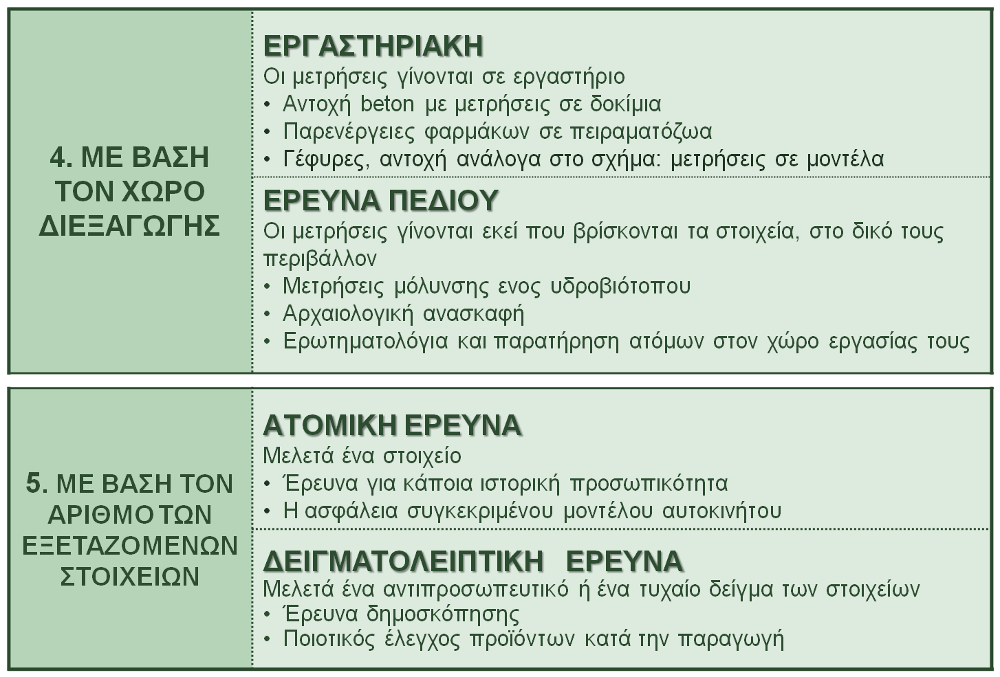 4. ΜΕ ΒΑΣΗ
ΤΟΝ ΧΩΡΟ
ΔΙΕΞΑΓΩΓΗΣ
ΕΡΓΑΣΤΗΡΙΑΚΗ
Οι μετρήσεις γίνονται σε εργαστήριο
• Αντοχή beton με μετρήσεις σε δοκίμια
• Παρενέργειες φαρμάκων σε πειραματόζωα
• Γέφυρες, αντοχή ανάλογα στο σχήμα: μετρήσεις σε μοντέλα
ΕΡΕΥΝΑ ΠΕΔΙΟΥ
Οι μετρήσεις γίνονται εκεί που βρίσκονται τα στοιχεία, στο δικό τους
περιβάλλον
• Μετρήσεις μόλυνσης ενος υδροβιότοπου
• Αρχαιολογική ανασκαφή
• Ερωτηματολόγια και παρατήρηση ατόμων στον χώρο εργασίας τους
5. ΜΕ ΒΑΣΗ ΤΟΝ
ΑΡΙΘΜΟ ΤΩΝ
ΕΞΕΤΑΖΟΜΕΝΩΝ
ΣΤΟΙΧΕΙΩΝ
ΑΤΟΜΙΚΗ ΕΡΕΥΝΑ
Μελετά ένα στοιχείο
• Έρευνα για κάποια ιστορική προσωπικότητα
• Η ασφάλεια συγκεκριμένου μοντέλου αυτοκινήτου
ΔΕΙΓΜΑΤΟΛΕΙΠΤΙΚΗ ΕΡΕΥΝΑ
Μελετά ένα αντιπροσωπευτικό ή ένα τυχαίο δείγμα των στοιχείων
• Έρευνα δημοσκόπησης
• Ποιοτικός έλεγχος προϊόντων κατά την παραγωγή